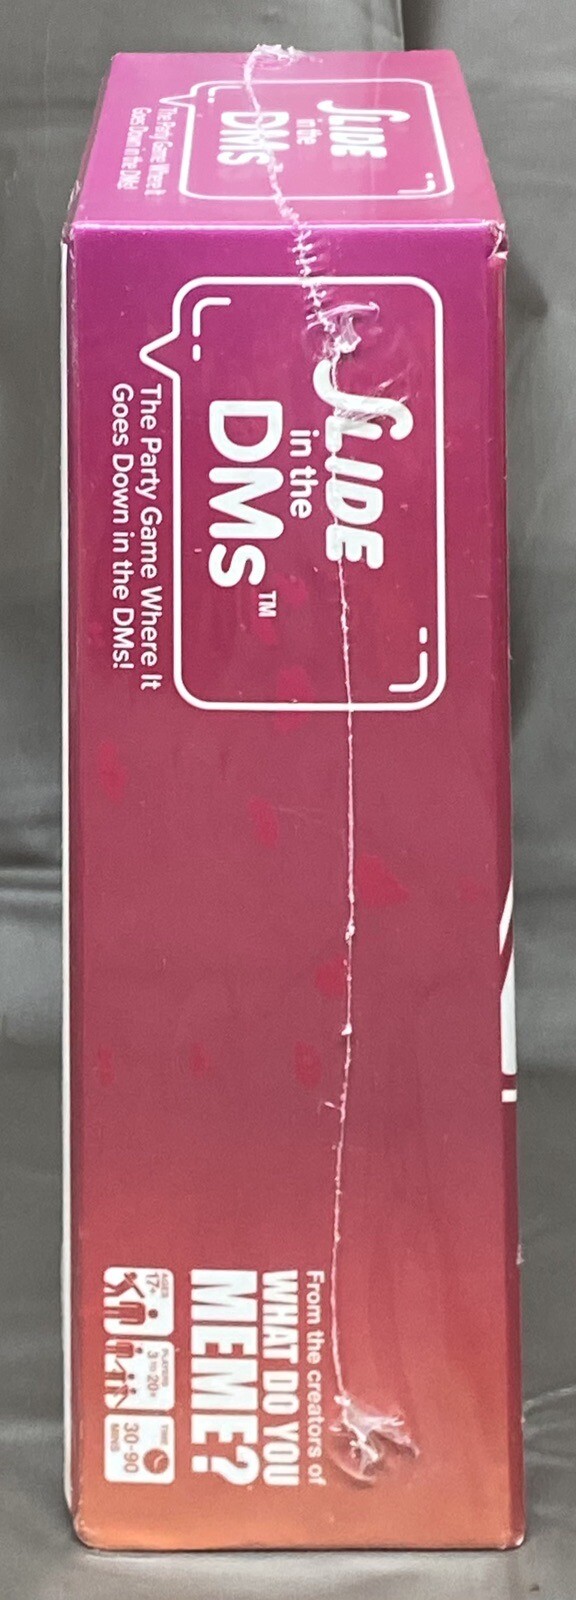 SLIDE
in the
DMs
The Party Game Where It
Goes Down in the DMs!
SLIDE
in the
DMs™
The Party Game Where It
Goes Down in the DMs!
From the creators of
WHAT DO YOU
MEME?
AGES
17+
PLAYERS
3 to 20+
TIME
30-90
MINS